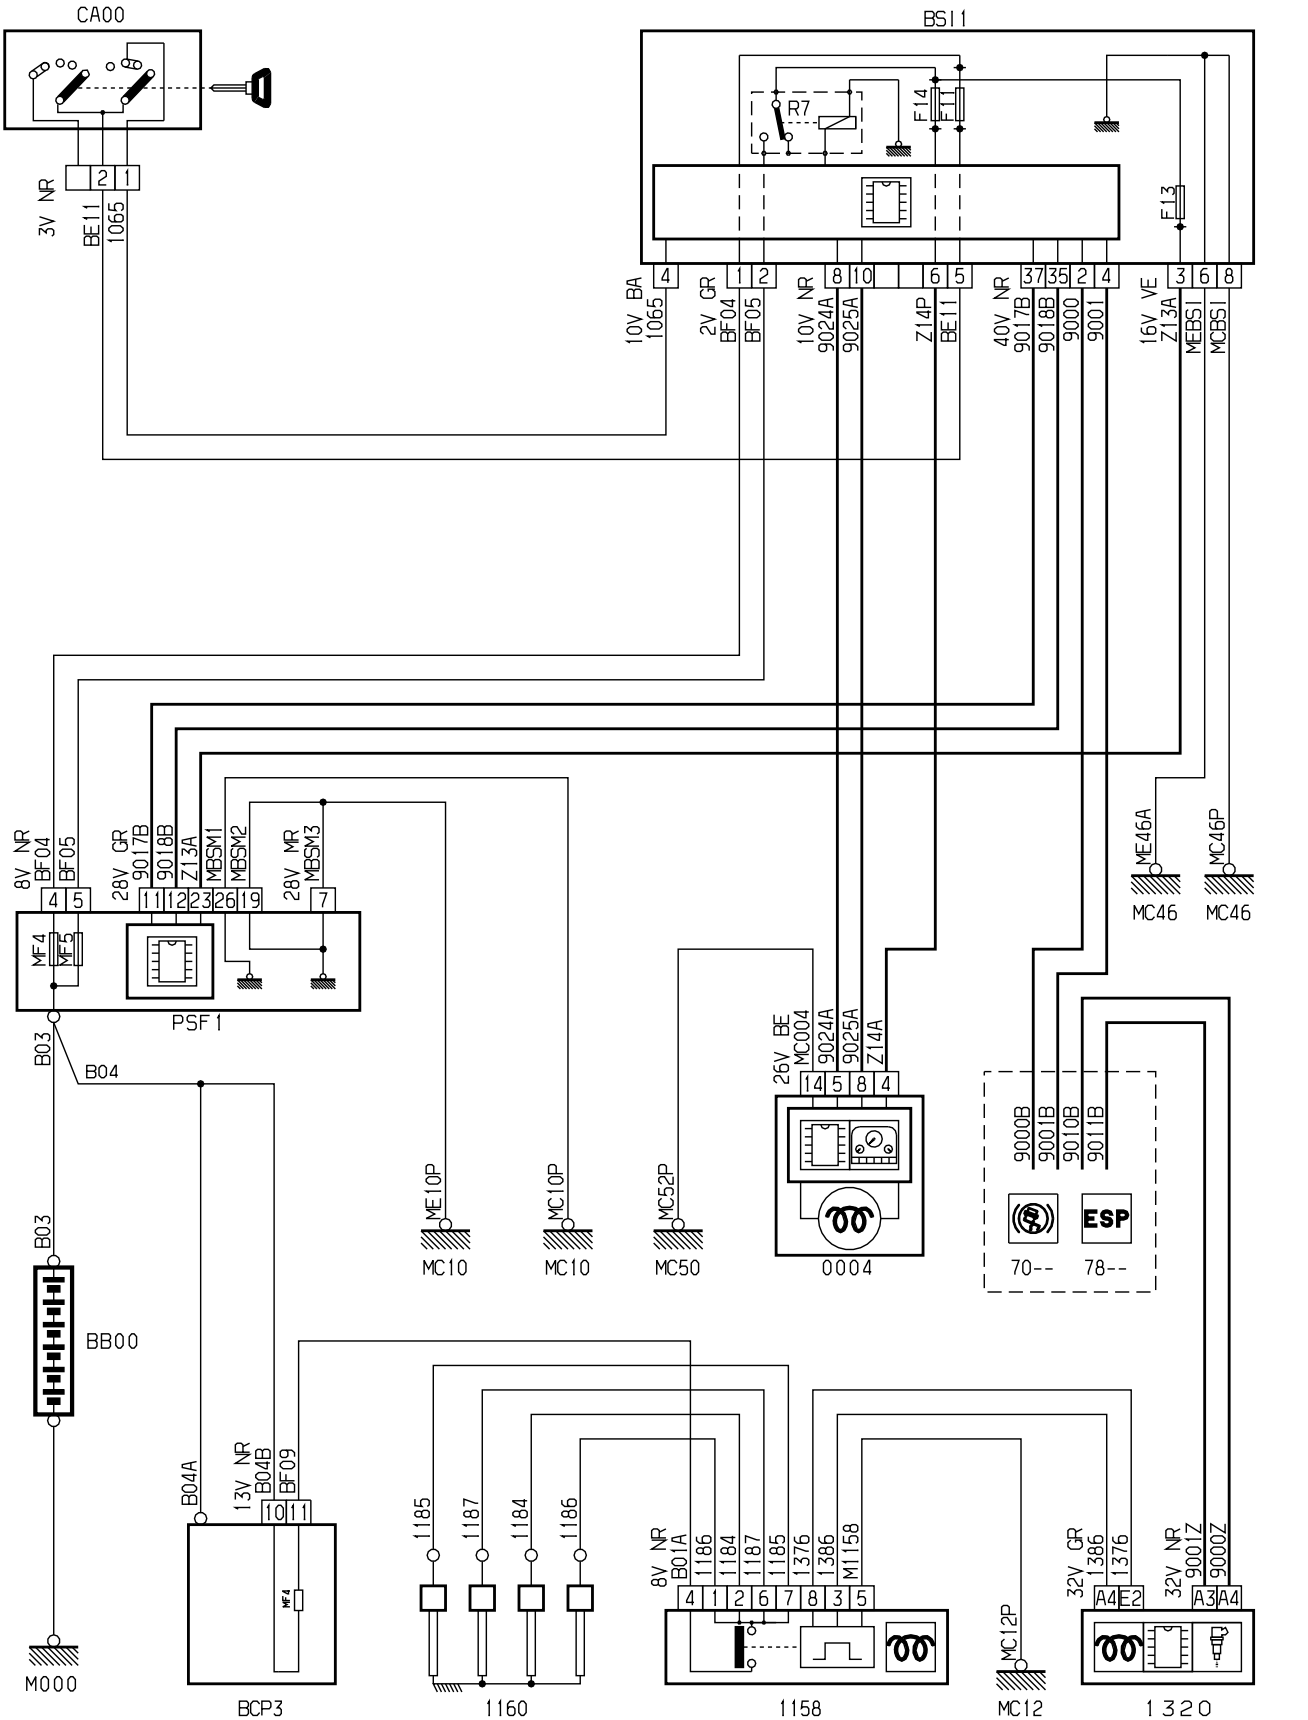 CA00
BSI1
R7
F14
F11
F13
2 1
3V NR
BE11
1065
4 1 2 8 10 6 5 37 35 2 4 3 6 8
10V BA
1065
2V GR
BF04
BF05
10V NR
9024A
9025A
Z14P
BE11
40V NR
9017B
9018B
9000
9001
16V VE
Z13A
MEBSI
MCBSI
8V NR
BF04
BF05
28V GR
9017B
9018B
Z13A
MBSM1
MBSM2
28V MR
MBSM3
ME46A
MC46P
4 5 11 12 23 26 19 7
MC46
MC46
MF4
MF5
PSF1
B03
B04
26V BE
MC004
9024A
9025A
Z14A
14 5 8 4
9000B
9001B
9010B
9011B
B03
ME10P
MC10P
MC52P
ESP
MC10
MC10
MC50
0004
70--
78--
BB00
B04A
13V NR
B04B
BF09
10 11
1185
1187
1184
1186
8V NR
B01A
1186
1184
1187
1185
1376
1386
M1158
32V GR
1386
1376
32V NR
9001Z
9000Z
4 1 2 6 7 8 3 5
A4 E2 A3 A4
MF4
MC12P
M000
BCP3
1160
1158
MC12
1320